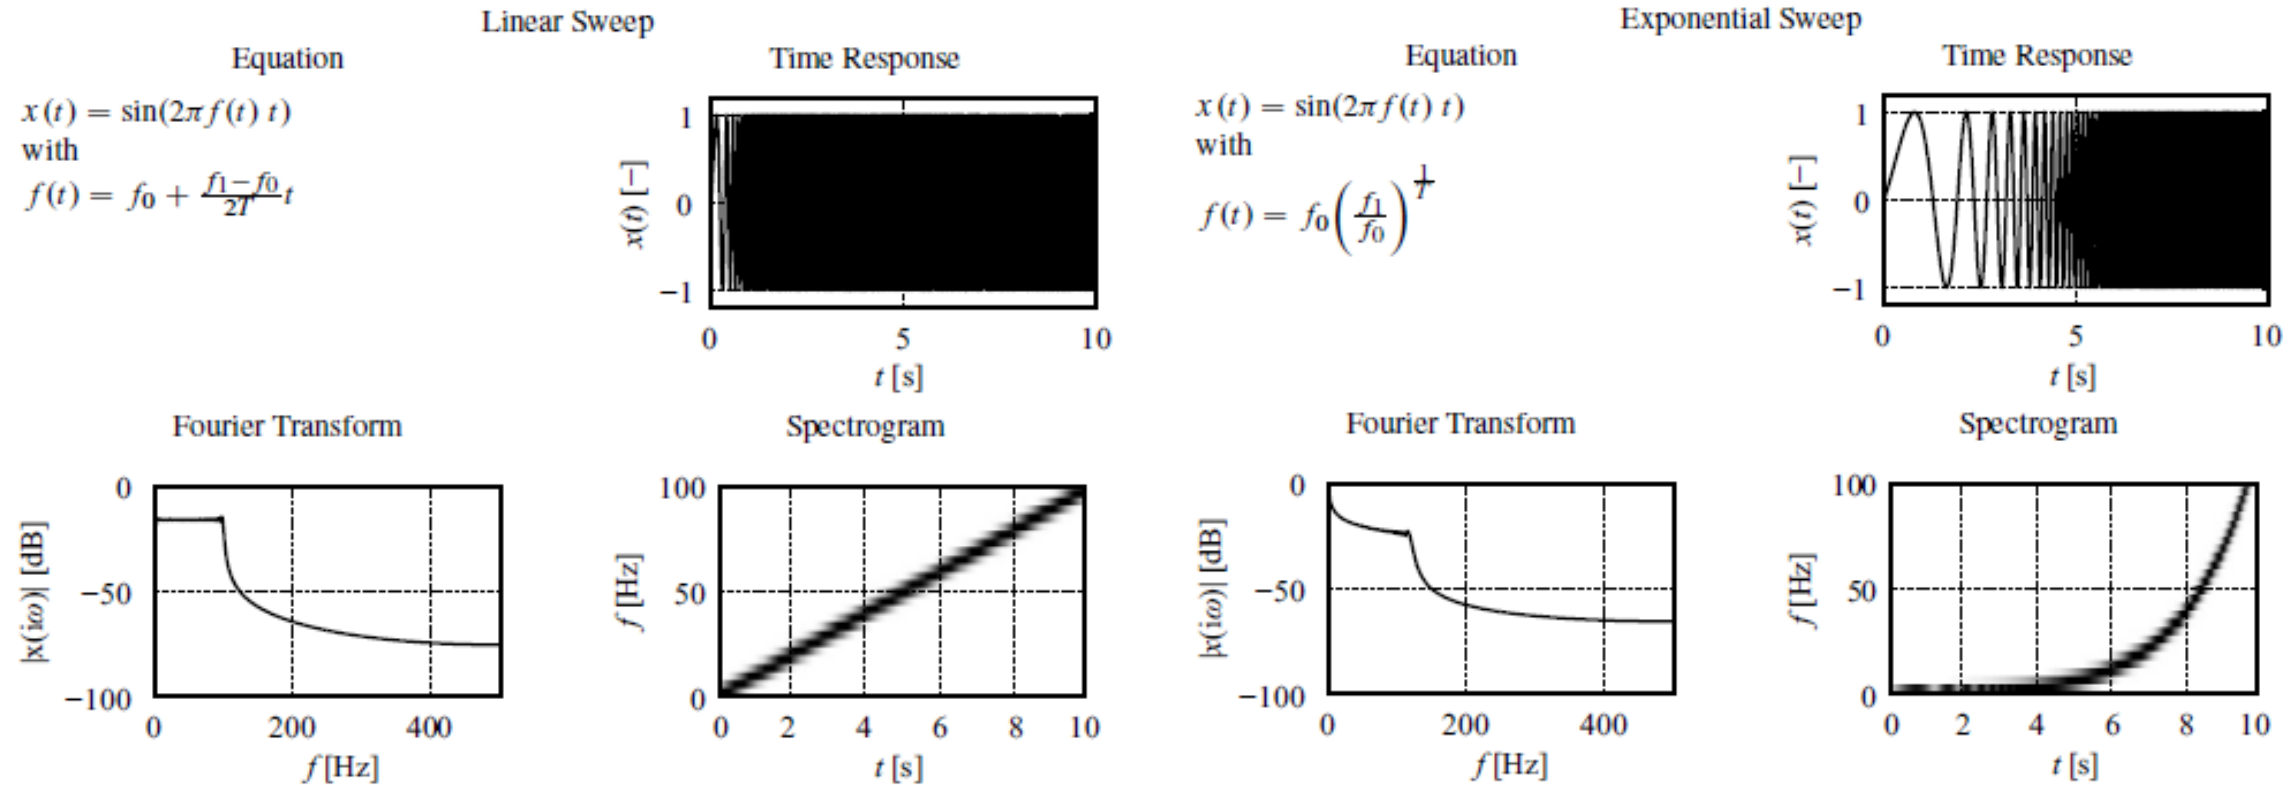 Linear Sweep
Equation
x(t) = sin(2πf(t) t)
with
f(t) = f₀ + (f₁−f₀)/2T t
Time Response
x(t) [−]
1
0
−1
0 5 10
t [s]
Fourier Transform
|x(iω)| [dB]
0
−50
−100
0 200 400
f [Hz]
Spectrogram
f [Hz]
100
50
0
0 2 4 6 8 10
t [s]
Exponential Sweep
Equation
x(t) = sin(2πf(t) t)
with
f(t) = f₀(f₁/f₀)^(1/T)
Time Response
x(t) [−]
1
0
−1
0 5 10
t [s]
Fourier Transform
|x(iω)| [dB]
0
−50
−100
0 200 400
f [Hz]
Spectrogram
f [Hz]
100
50
0
0 2 4 6 8 10
t [s]